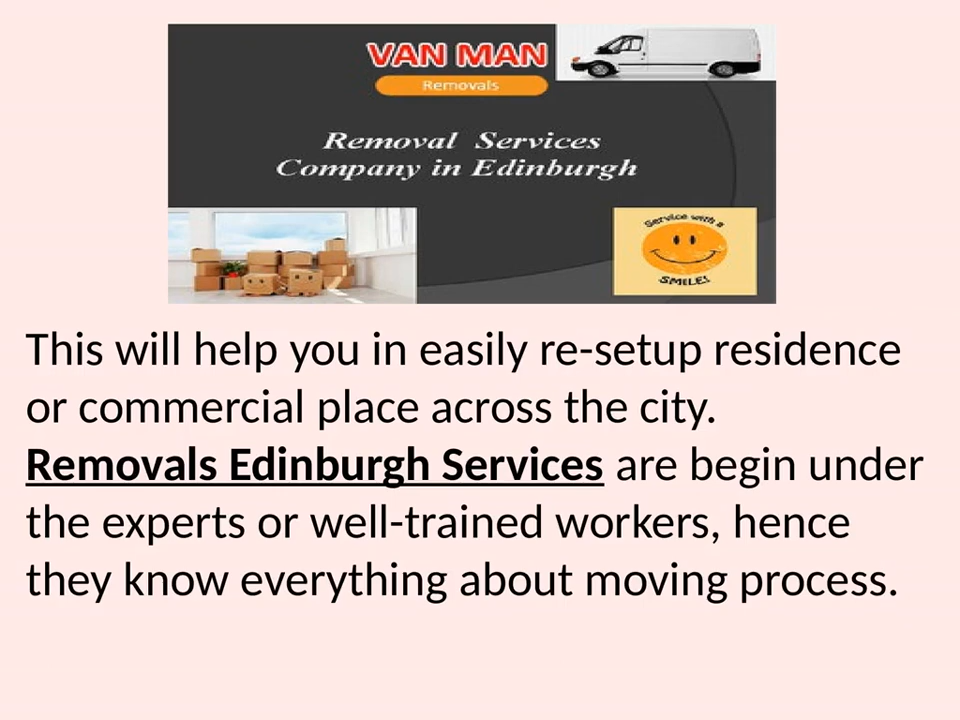 VAN MAN
Removals
Removal Services
Company in Edinburgh
Service with a
SMILE!
This will help you in easily re-setup residence
or commercial place across the city.
Removals Edinburgh Services are begin under
the experts or well-trained workers, hence
they know everything about moving process.